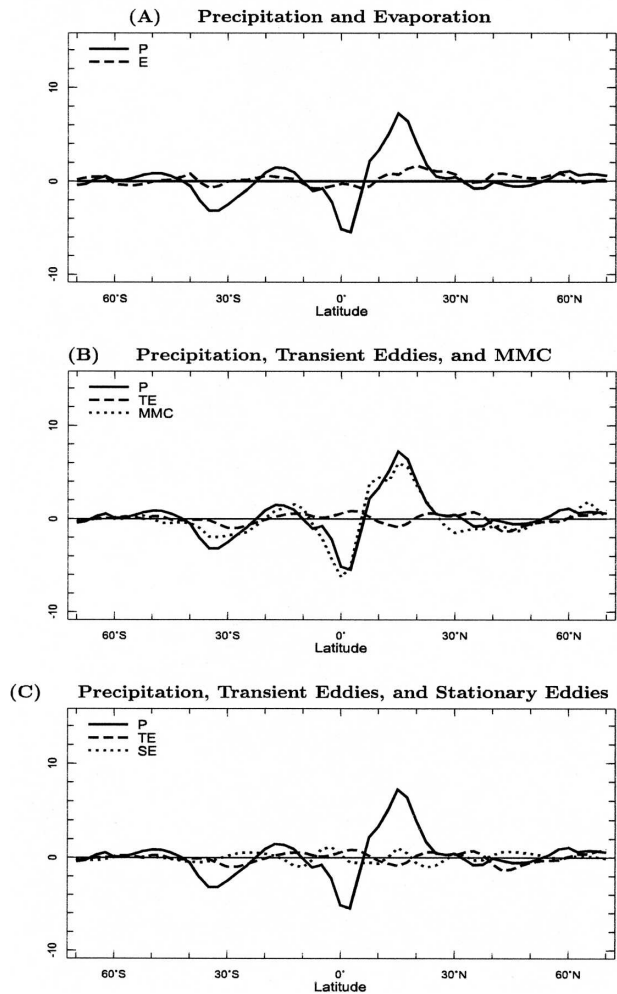 (A) Precipitation and Evaporation
P
E
10
0
-10
60°S 30°S 0° 30°N 60°N
Latitude
(B) Precipitation, Transient Eddies, and MMC
P
TE
MMC
10
0
-10
60°S 30°S 0° 30°N 60°N
Latitude
(C) Precipitation, Transient Eddies, and Stationary Eddies
P
TE
SE
10
0
-10
60°S 30°S 0° 30°N 60°N
Latitude